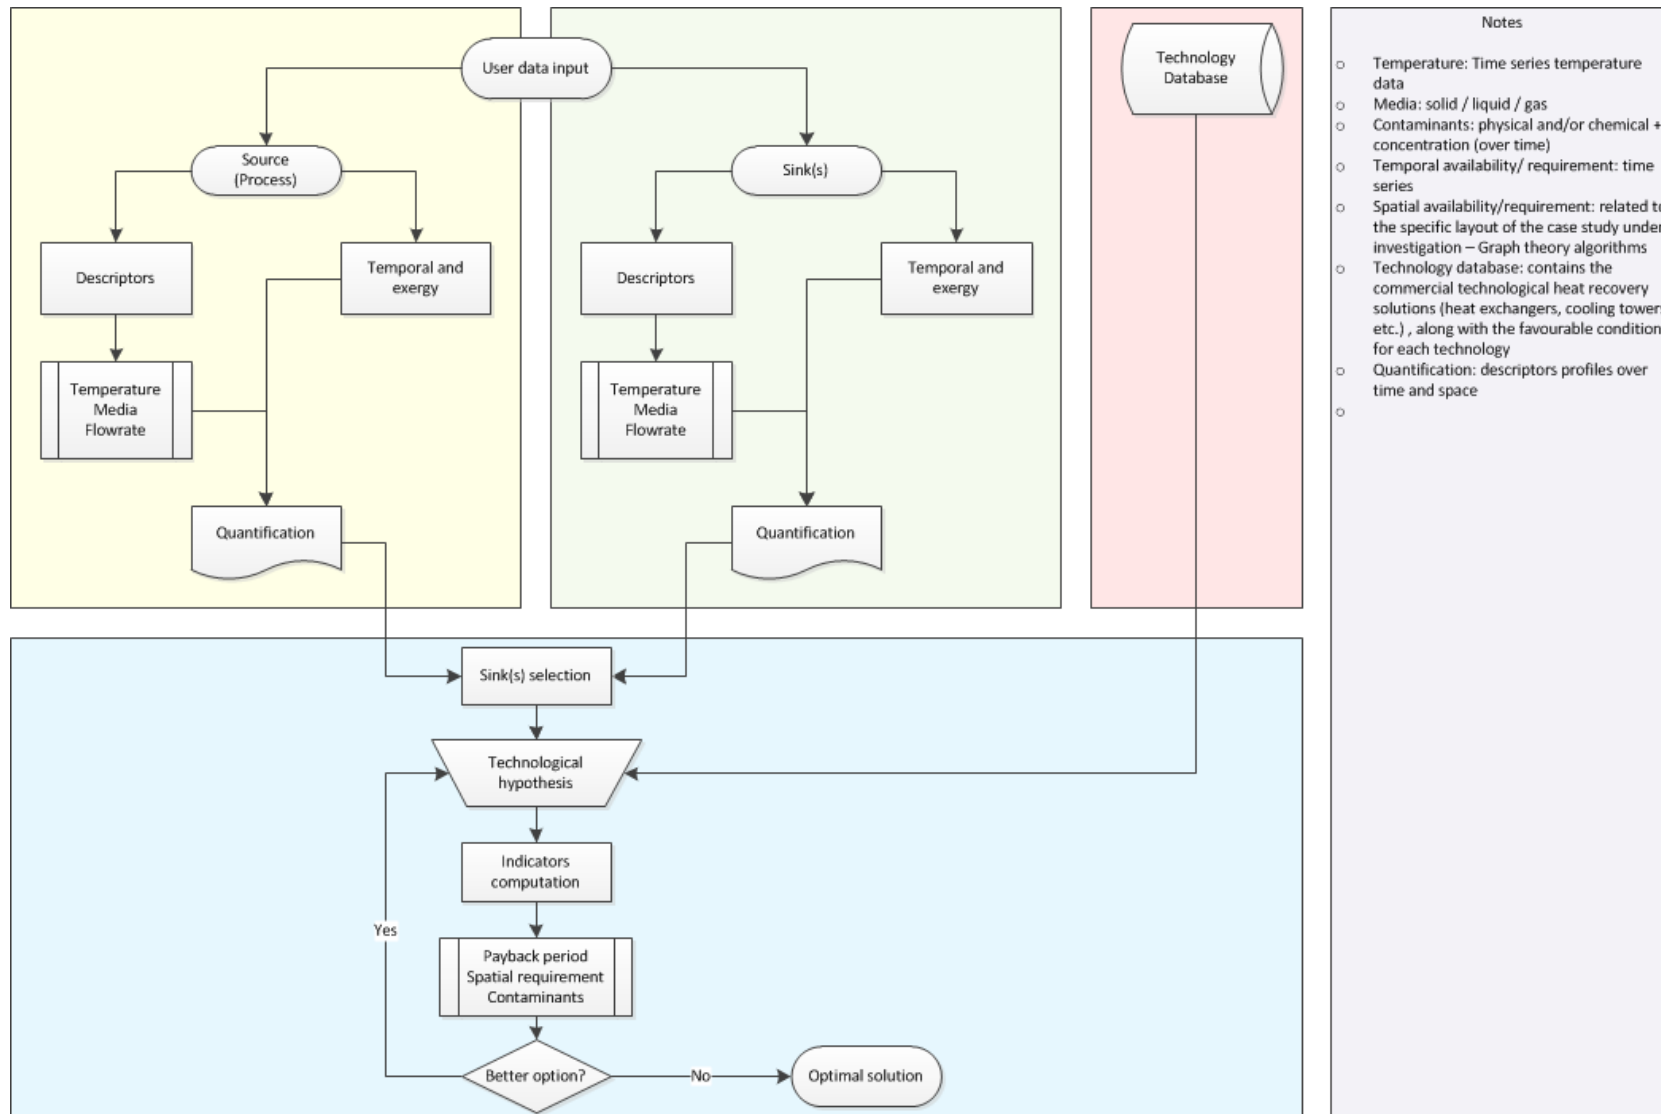 User data input
Source
(Process)
Descriptors
Temporal and
exergy
Temperature
Media
Flowrate
Quantification
Sink(s)
Descriptors
Temporal and
exergy
Temperature
Media
Flowrate
Quantification
Technology
Database
Sink(s) selection
Technological
hypothesis
Indicators
computation
Yes
Payback period
Spatial requirement
Contaminants
Better option?
No
Optimal solution
Notes
Temperature: Time series temperature
data
Media: solid / liquid / gas
Contaminants: physical and/or chemical +
concentration (over time)
Temporal availability/ requirement: time
series
Spatial availability/requirement: related to
the specific layout of the case study under
investigation – Graph theory algorithms
Technology database: contains the
commercial technological heat recovery
solutions (heat exchangers, cooling towers
etc.) , along with the favourable condition
for each technology
Quantification: descriptors profiles over
time and space